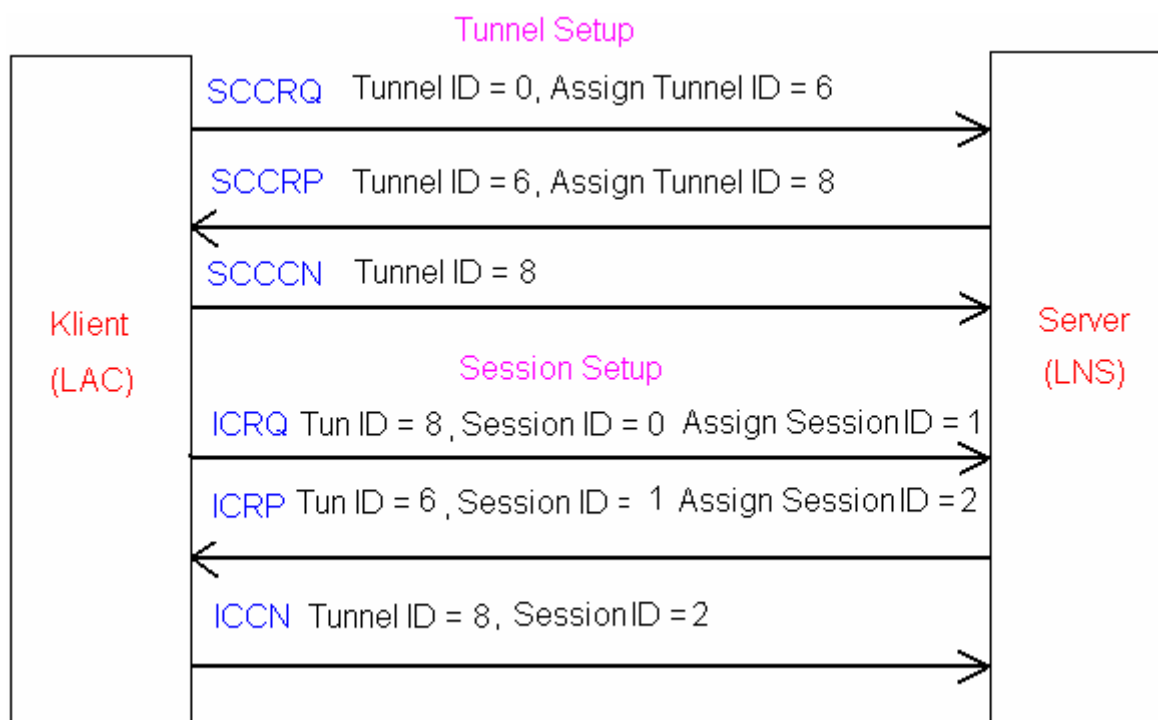 Tunnel Setup
SCCRQ Tunnel ID = 0, Assign Tunnel ID = 6
SCCRP Tunnel ID = 6, Assign Tunnel ID = 8
SCCCN Tunnel ID = 8
Klient
(LAC)
Server
(LNS)
Session Setup
ICRQ Tun ID = 8, Session ID = 0 Assign Session ID = 1
ICRP Tun ID = 6, Session ID = 1 Assign Session ID = 2
ICCN Tunnel ID = 8, Session ID = 2